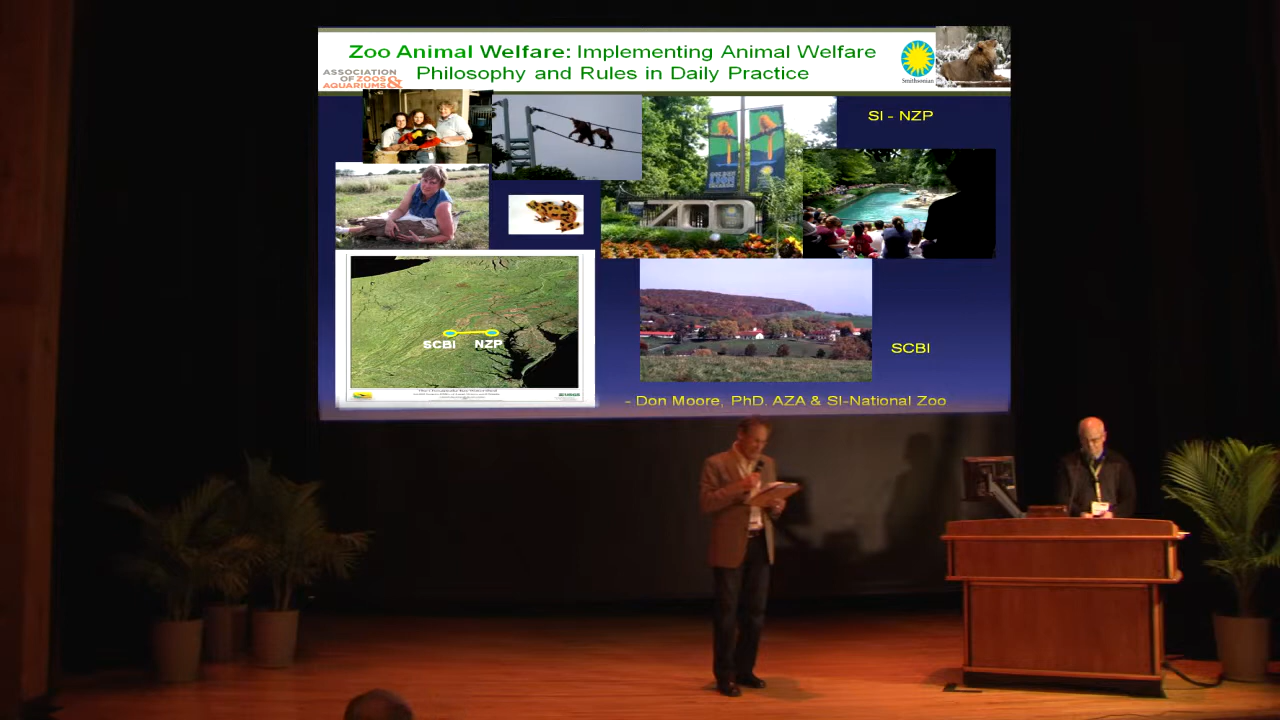 Zoo Animal Welfare: Implementing Animal Welfare
Philosophy and Rules in Daily Practice
ASSOCIATION
OF ZOOS
AQUARIUMS &
Smithsonian
SI - NZP
ZOO
SCBI NZP
SCBI
- Don Moore, PhD. AZA & SI-National Zoo